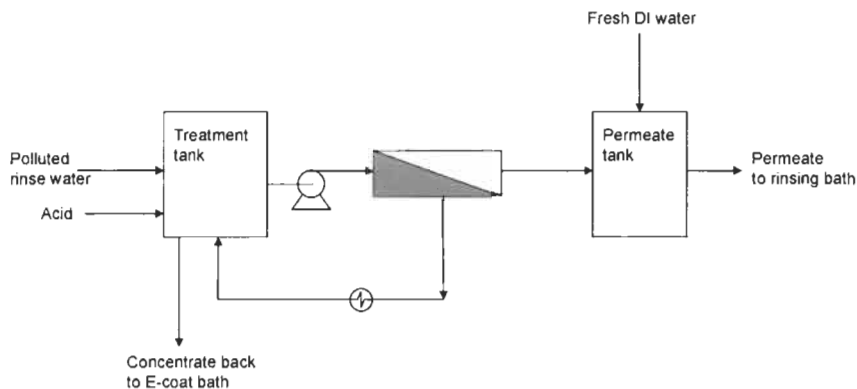 Fresh DI water
Treatment
tank
Permeate
tank
Polluted
rinse water
Permeate
to rinsing bath
Acid
Concentrate back
to E-coat bath